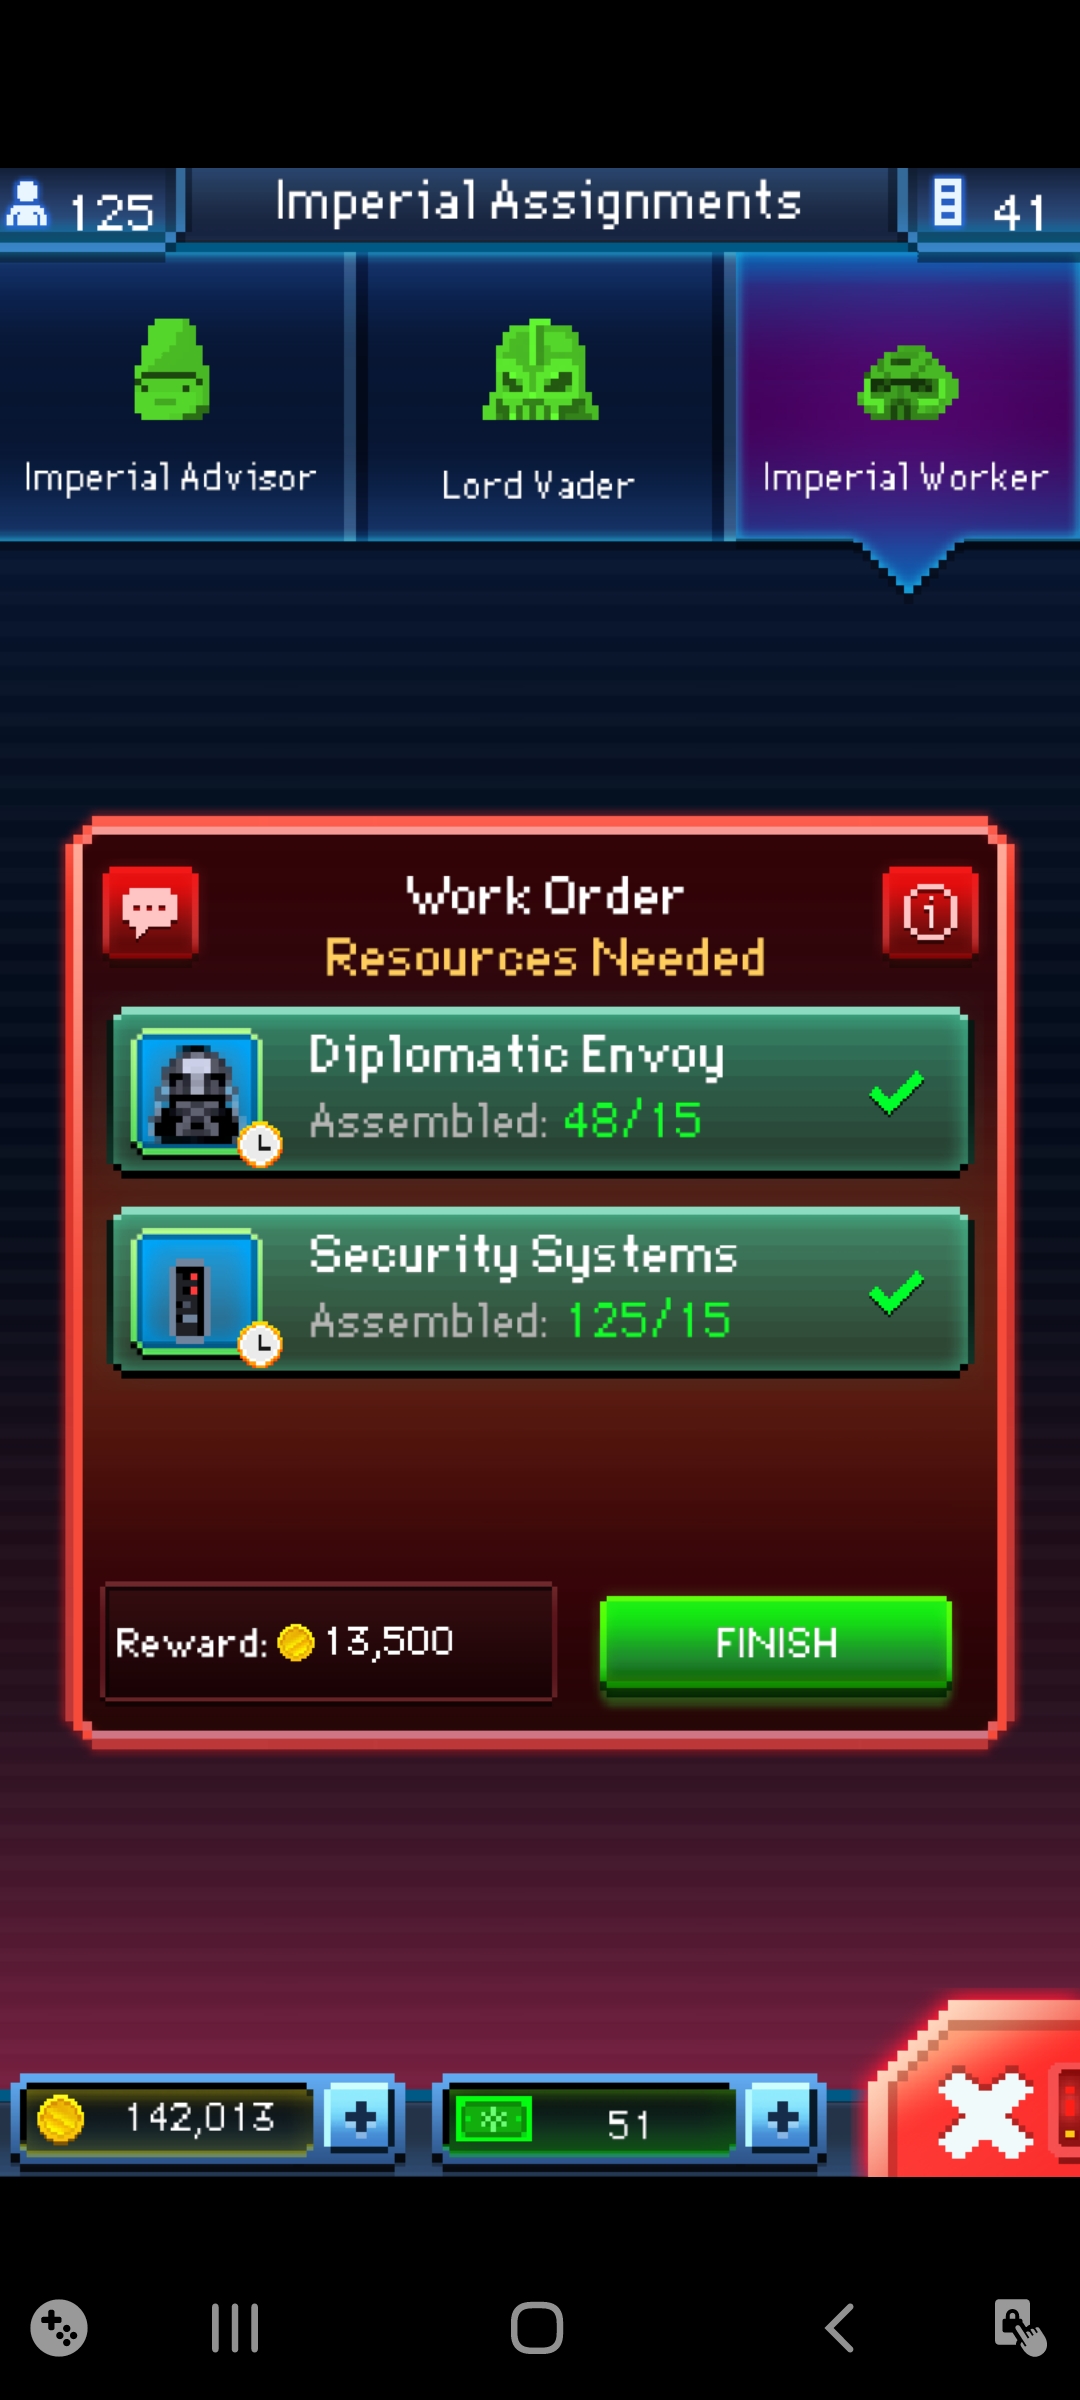 125
Imperial Assignments
41
Imperial Advisor
Lord Vader
Imperial Worker
Work Order
Resources Needed
Diplomatic Envoy
Assembled: 48/15
Security Systems
Assembled: 125/15
Reward: 13,500
FINISH
142,013
51